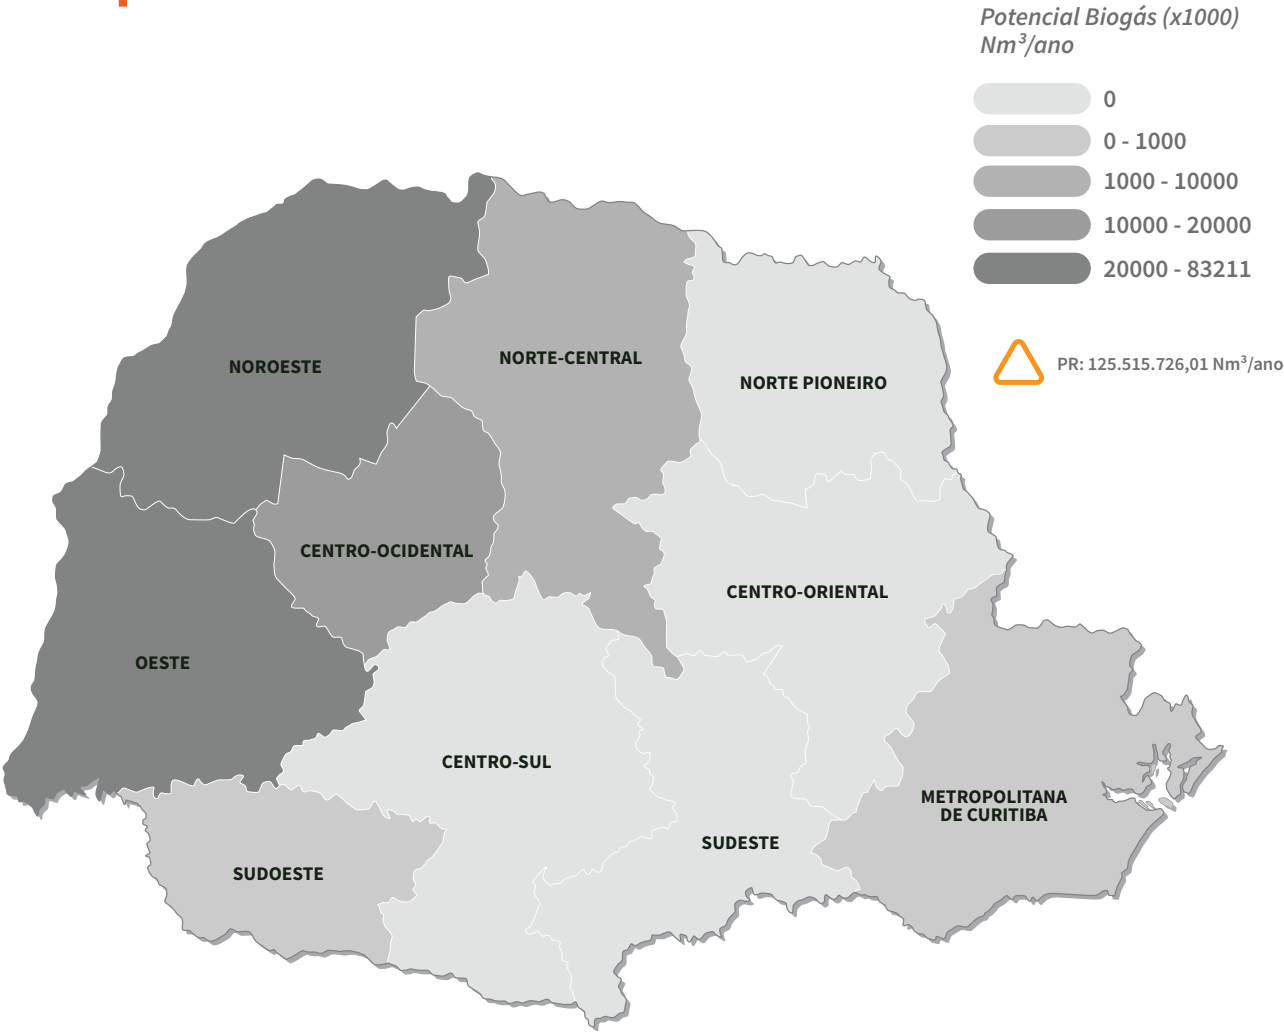 Potencial Biogás (x1000)
Nm³/ano
0
0 - 1000
1000 - 10000
10000 - 20000
20000 - 83211
PR: 125.515.726,01 Nm³/ano
NOROESTE
NORTE-CENTRAL
NORTE PIONEIRO
CENTRO-OCIDENTAL
CENTRO-ORIENTAL
OESTE
CENTRO-SUL
METROPOLITANA
DE CURITIBA
SUDESTE
SUDOESTE